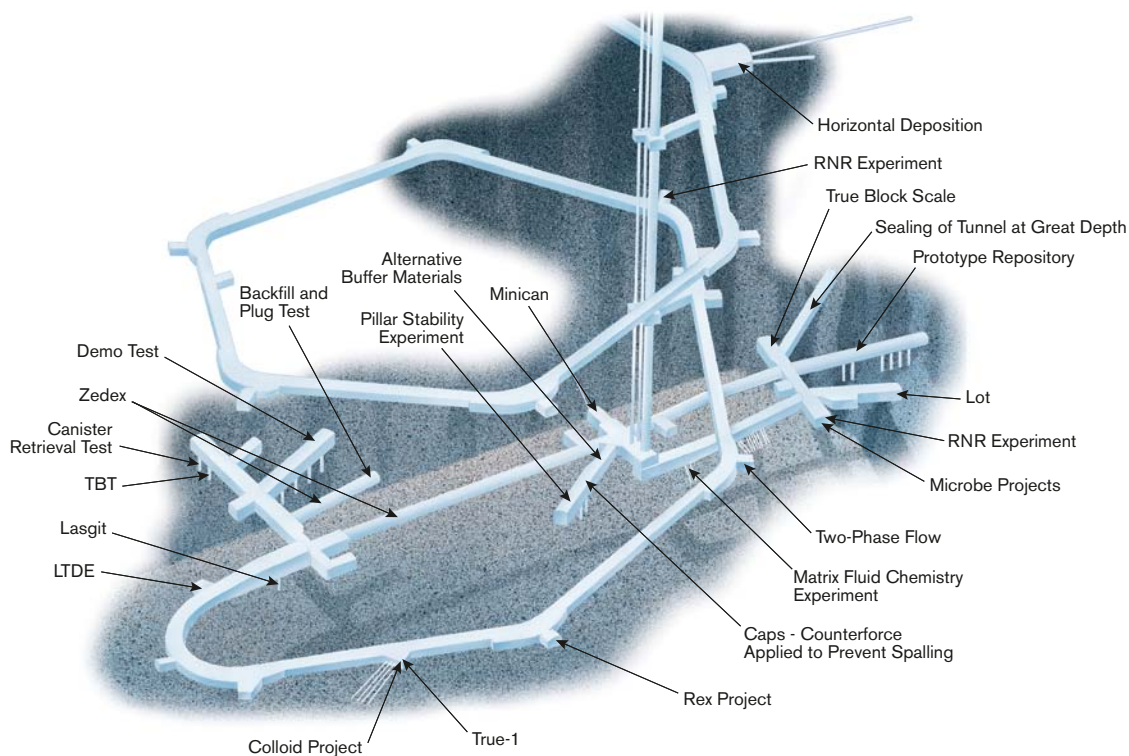 Horizontal Deposition
RNR Experiment
True Block Scale
Sealing of Tunnel at Great Depth
Prototype Repository
Alternative
Buffer Materials
Minican
Backfill and
Plug Test
Pillar Stability
Experiment
Demo Test
Zedex
Canister
Retrieval Test
TBT
Lasgit
LTDE
Lot
RNR Experiment
Microbe Projects
Two-Phase Flow
Matrix Fluid Chemistry
Experiment
Caps - Counterforce
Applied to Prevent Spalling
Rex Project
True-1
Colloid Project